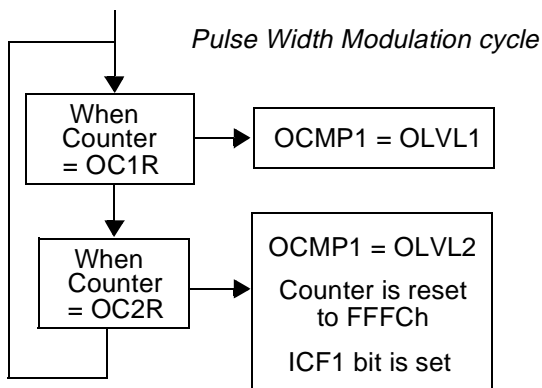 Pulse Width Modulation cycle
When
Counter
= OC1R
OCMP1 = OLVL1
When
Counter
= OC2R
OCMP1 = OLVL2
Counter is reset
to FFFCh
ICF1 bit is set